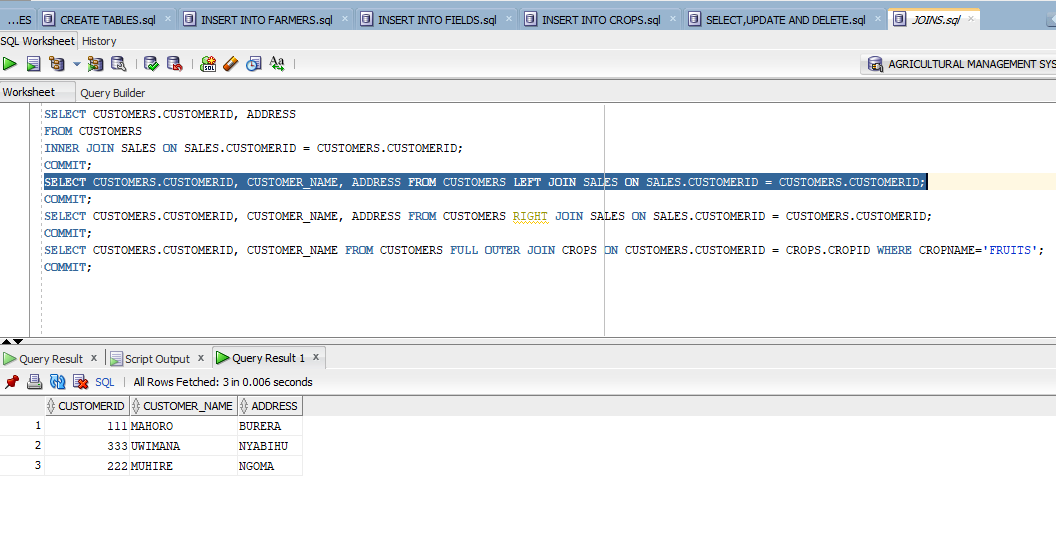 ...ES CREATE TABLES.sql INSERT INTO FARMERS.sql INSERT INTO FIELDS.sql INSERT INTO CROPS.sql SELECT,UPDATE AND DELETE.sql JOINS.sql
SQL Worksheet History
AGRICULTURAL MANAGEMENT SYS
Worksheet Query Builder
SELECT CUSTOMERS.CUSTOMERID, ADDRESS
FROM CUSTOMERS
INNER JOIN SALES ON SALES.CUSTOMERID = CUSTOMERS.CUSTOMERID;
COMMIT;
SELECT CUSTOMERS.CUSTOMERID, CUSTOMER_NAME, ADDRESS FROM CUSTOMERS LEFT JOIN SALES ON SALES.CUSTOMERID = CUSTOMERS.CUSTOMERID;
COMMIT;
SELECT CUSTOMERS.CUSTOMERID, CUSTOMER_NAME, ADDRESS FROM CUSTOMERS RIGHT JOIN SALES ON SALES.CUSTOMERID = CUSTOMERS.CUSTOMERID;
COMMIT;
SELECT CUSTOMERS.CUSTOMERID, CUSTOMER_NAME FROM CUSTOMERS FULL OUTER JOIN CROPS ON CUSTOMERS.CUSTOMERID = CROPS.CROPID WHERE CROPNAME='FRUITS';
COMMIT;
Query Result x Script Output x Query Result 1 x
SQL All Rows Fetched: 3 in 0.006 seconds
CUSTOMERID CUSTOMER_NAME ADDRESS
1 111 MAHORO BURERA
2 333 UWIMANA NYABIHU
3 222 MUHIRE NGOMA